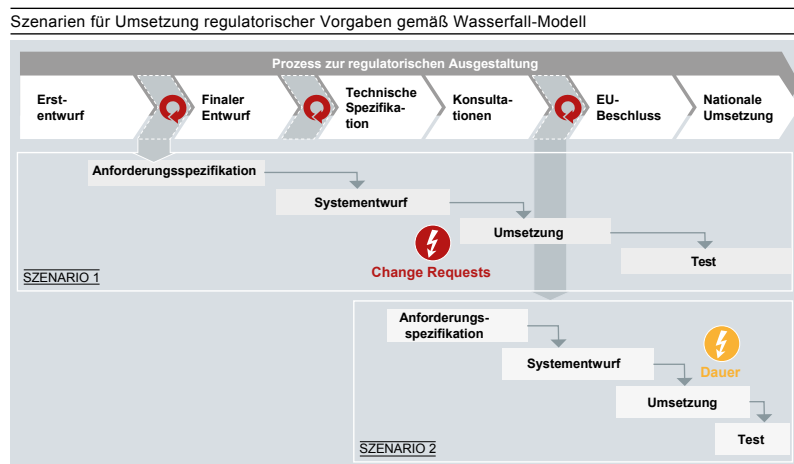 Szenarien für Umsetzung regulatorischer Vorgaben gemäß Wasserfall-Modell
Prozess zur regulatorischen Ausgestaltung
Erst-
entwurf
Finaler
Entwurf
Technische
Spezifika-
tion
Konsulta-
tionen
EU-
Beschluss
Nationale
Umsetzung
Anforderungsspezifikation
Systementwurf
Umsetzung
Test
Change Requests
SZENARIO 1
Anforderungs-
spezifikation
Systementwurf
Dauer
Umsetzung
Test
SZENARIO 2